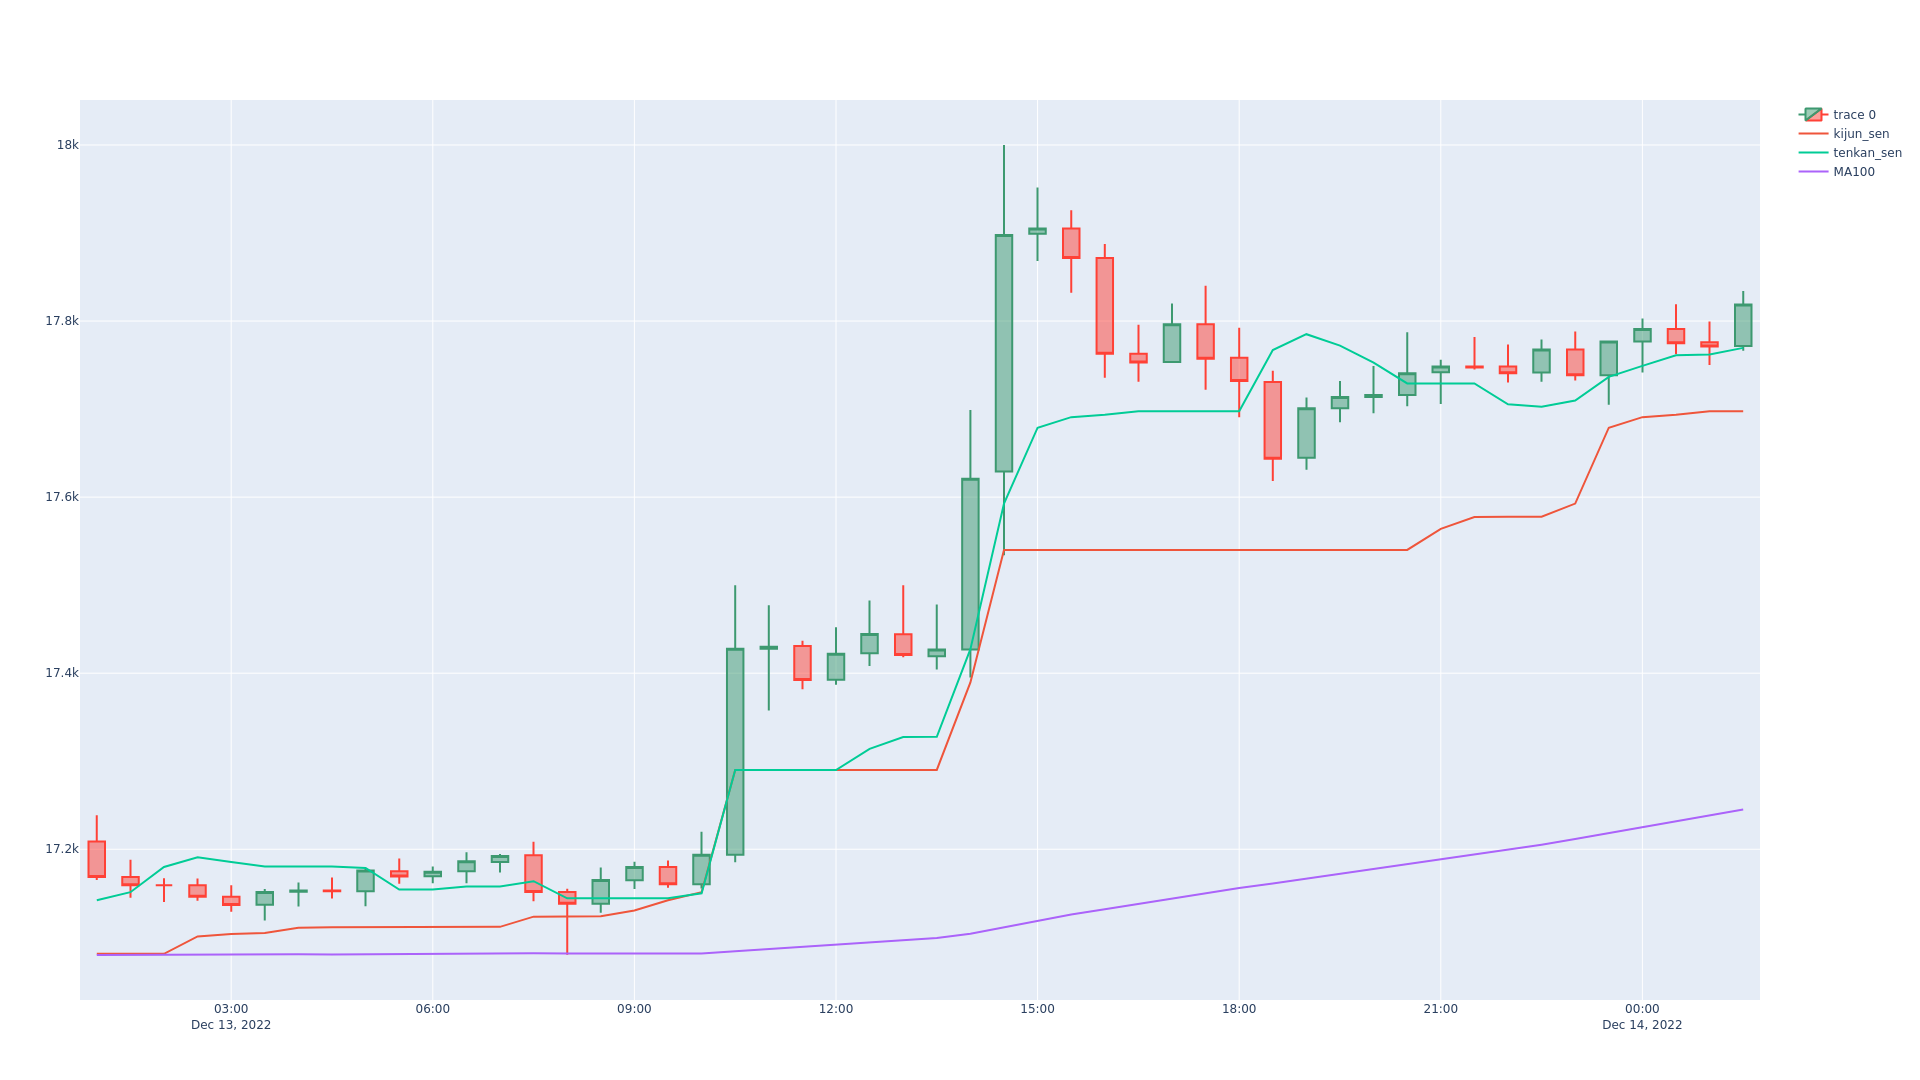 trace 0
kijun_sen
tenkan_sen
MA100
18k
17.8k
17.6k
17.4k
17.2k
03:00 06:00 09:00 12:00 15:00 18:00 21:00 00:00
Dec 13, 2022 Dec 14, 2022